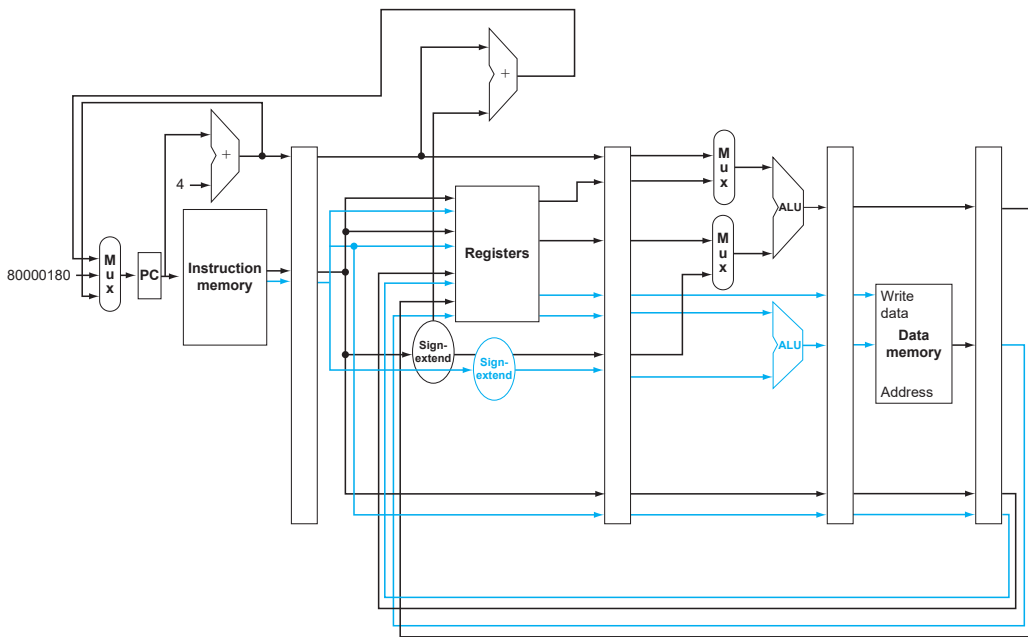 +
+
4
M
u
x
PC
80000180
Instruction
memory
Registers
Sign-
extend
Sign-
extend
M
u
x
M
u
x
ALU
ALU
Write
data
Data
memory
Address